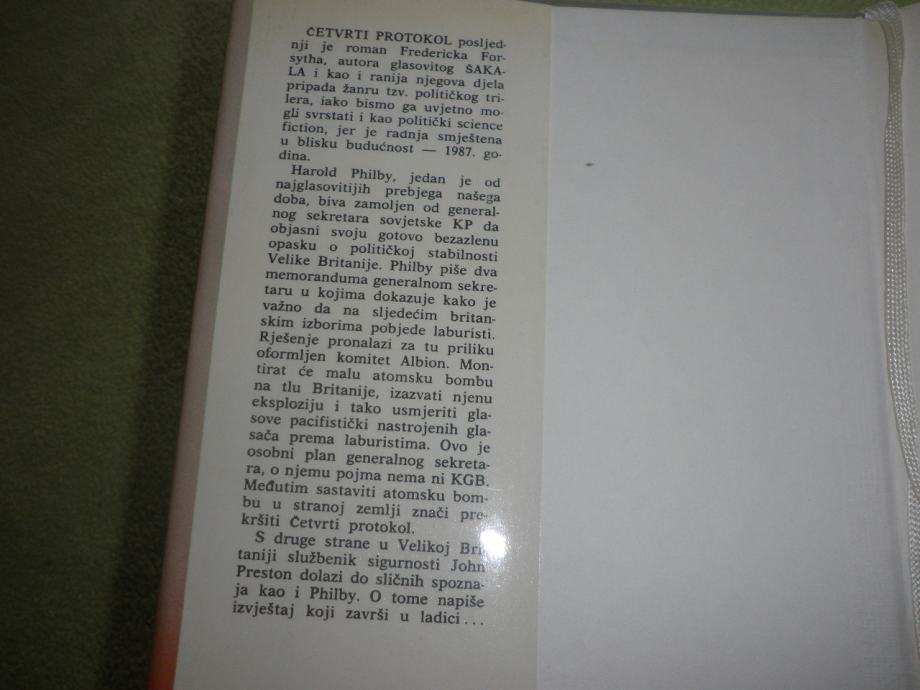 ČETVRTI PROTOKOL posljed-
nji je roman Fredericka For-
sytha, autora glasovitog ŠAKA-
LA i kao i ranija njegova djela
pripada žanru tzv. političkog tri-
lera, iako bismo ga uvjetno mo-
gli svrstati i kao politički science
fiction, jer je radnja smještena
u blisku budućnost — 1987. go-
dina.
Harold Philby, jedan je od
najglasovitijih prebjega našega
doba, biva zamoljen od general-
nog sekretara sovjetske KP da
objasni svoju gotovo bezazlenu
opasku o političkoj stabilnosti
Velike Britanije. Philby piše dva
memoranduma generalnom sekre-
taru u kojima dokazuje kako je
važno da na sljedećim britan-
skim izborima pobjede laburisti.
Rješenje pronalazi za tu priliku
oformljen komitet Albion. Mon-
tirat će malu atomsku bombu
na tlu Britanije, izazvati njenu
eksploziju i tako usmjeriti gla-
sove pacifistički nastrojenih gla-
sača prema laburistima. Ovo je
osobni plan generalnog sekreta-
ra, o njemu pojma nema ni KGB.
Međutim sastaviti atomsku bom-
bu u stranoj zemlji znači pre-
kršiti Četvrti protokol.
S druge strane u Velikoj Bri-
taniji službenik sigurnosti John
Preston dolazi do sličnih spozna-
ja kao i Philby. O tome napiše
izvještaj koji završi u ladici...